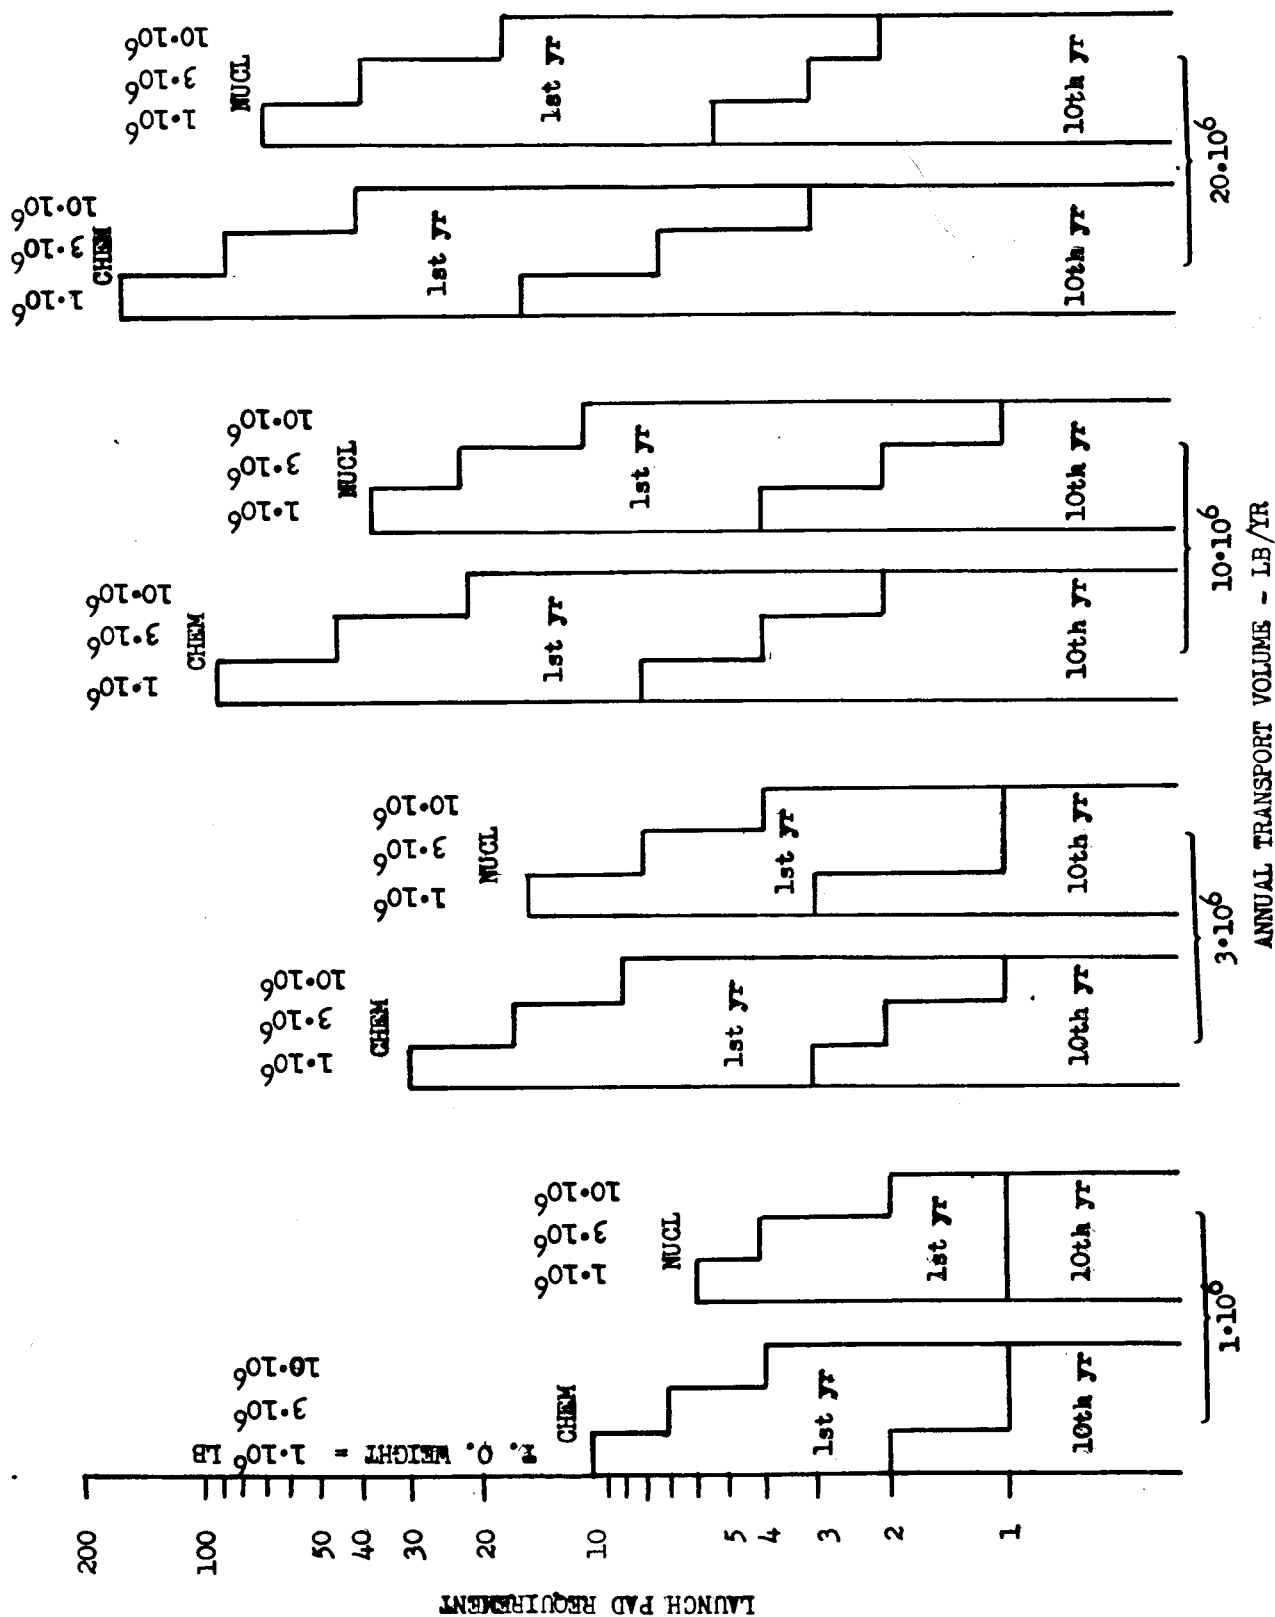 LAUNCH PAD REQUIREMENT
200
100
50
40
30
20
10
5
4
3
2
1
T. O. WEIGHT = 1·10⁶ LB
3·10⁶
10·10⁶
CHEM
1st yr
10th yr
1·10⁶
3·10⁶
10·10⁶
NUCL
1st yr
10th yr
1·10⁶
1·10⁶
3·10⁶
10·10⁶
CHEM
1st yr
10th yr
1·10⁶
3·10⁶
10·10⁶
NUCL
1st yr
10th yr
3·10⁶
1·10⁶
3·10⁶
10·10⁶
CHEM
1st yr
10th yr
1·10⁶
3·10⁶
10·10⁶
NUCL
1st yr
10th yr
10·10⁶
1·10⁶
3·10⁶
10·10⁶
CHEM
1st yr
10th yr
1·10⁶
3·10⁶
10·10⁶
NUCL
1st yr
10th yr
20·10⁶
ANNUAL TRANSPORT VOLUME - LB/YR